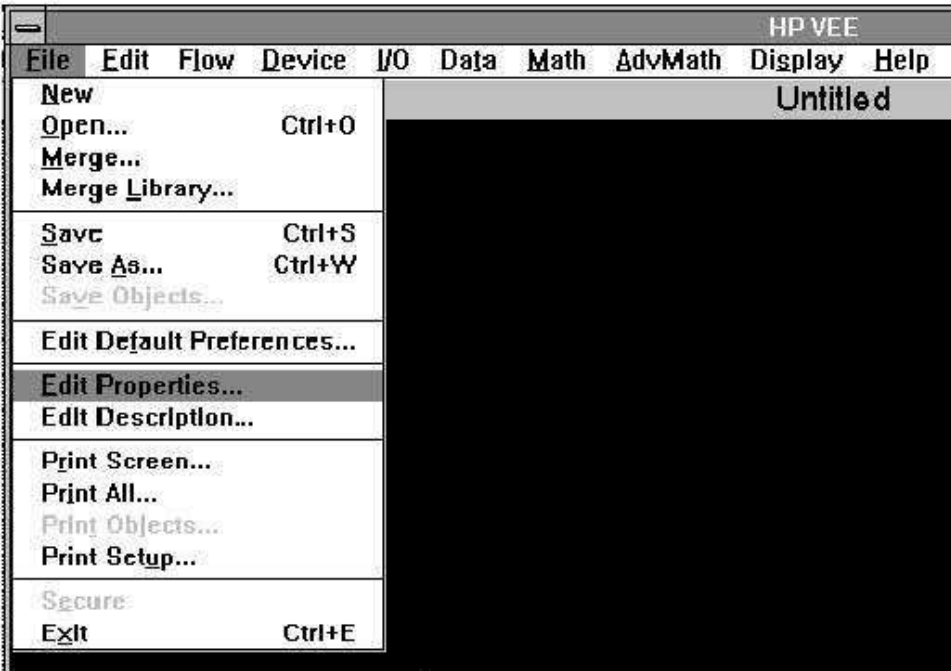 HP VEE
File Edit Flow Device I/O Data Math AdvMath Display Help
Untitled
New
Open... Ctrl+O
Merge...
Merge Library...
Save Ctrl+S
Save As... Ctrl+W
Save Objects...
Edit Default Preferences...
Edit Properties...
Edit Description...
Print Screen...
Print All...
Print Objects...
Print Setup...
Secure
Exit Ctrl+E